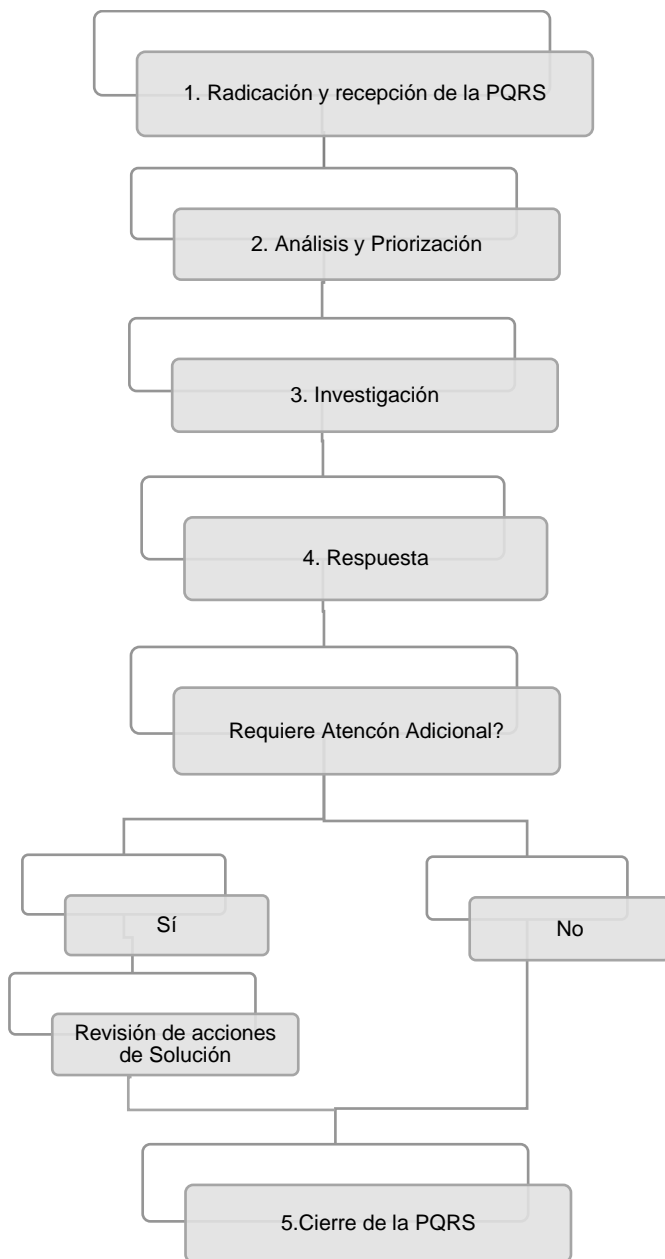 1. Radicación y recepción de la PQRS
2. Análisis y Priorización
3. Investigación
4. Respuesta
Requiere Atencón Adicional?
Sí
No
Revisión de acciones
de Solución
5.Cierre de la PQRS